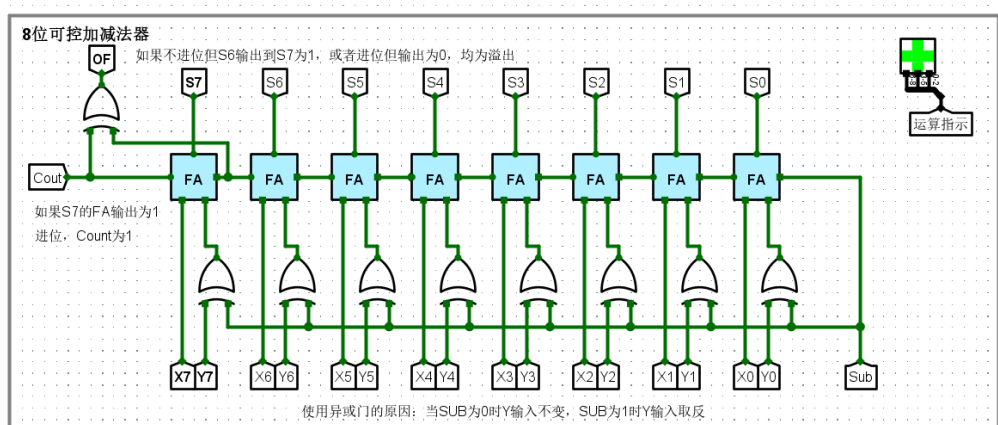 8位可控加减法器
OF
如果不进位但S6输出到S7为1，或者进位但输出为0，均为溢出
S7 S6 S5 S4 S3 S2 S1 S0
运算指示
Cout FA FA FA FA FA FA FA FA
如果S7的FA输出为1
进位，Count为1
X7 Y7 X6 Y6 X5 Y5 X4 Y4 X3 Y3 X2 Y2 X1 Y1 X0 Y0 Sub
使用异或门的原因：当SUB为0时Y输入不变，SUB为1时Y输入取反